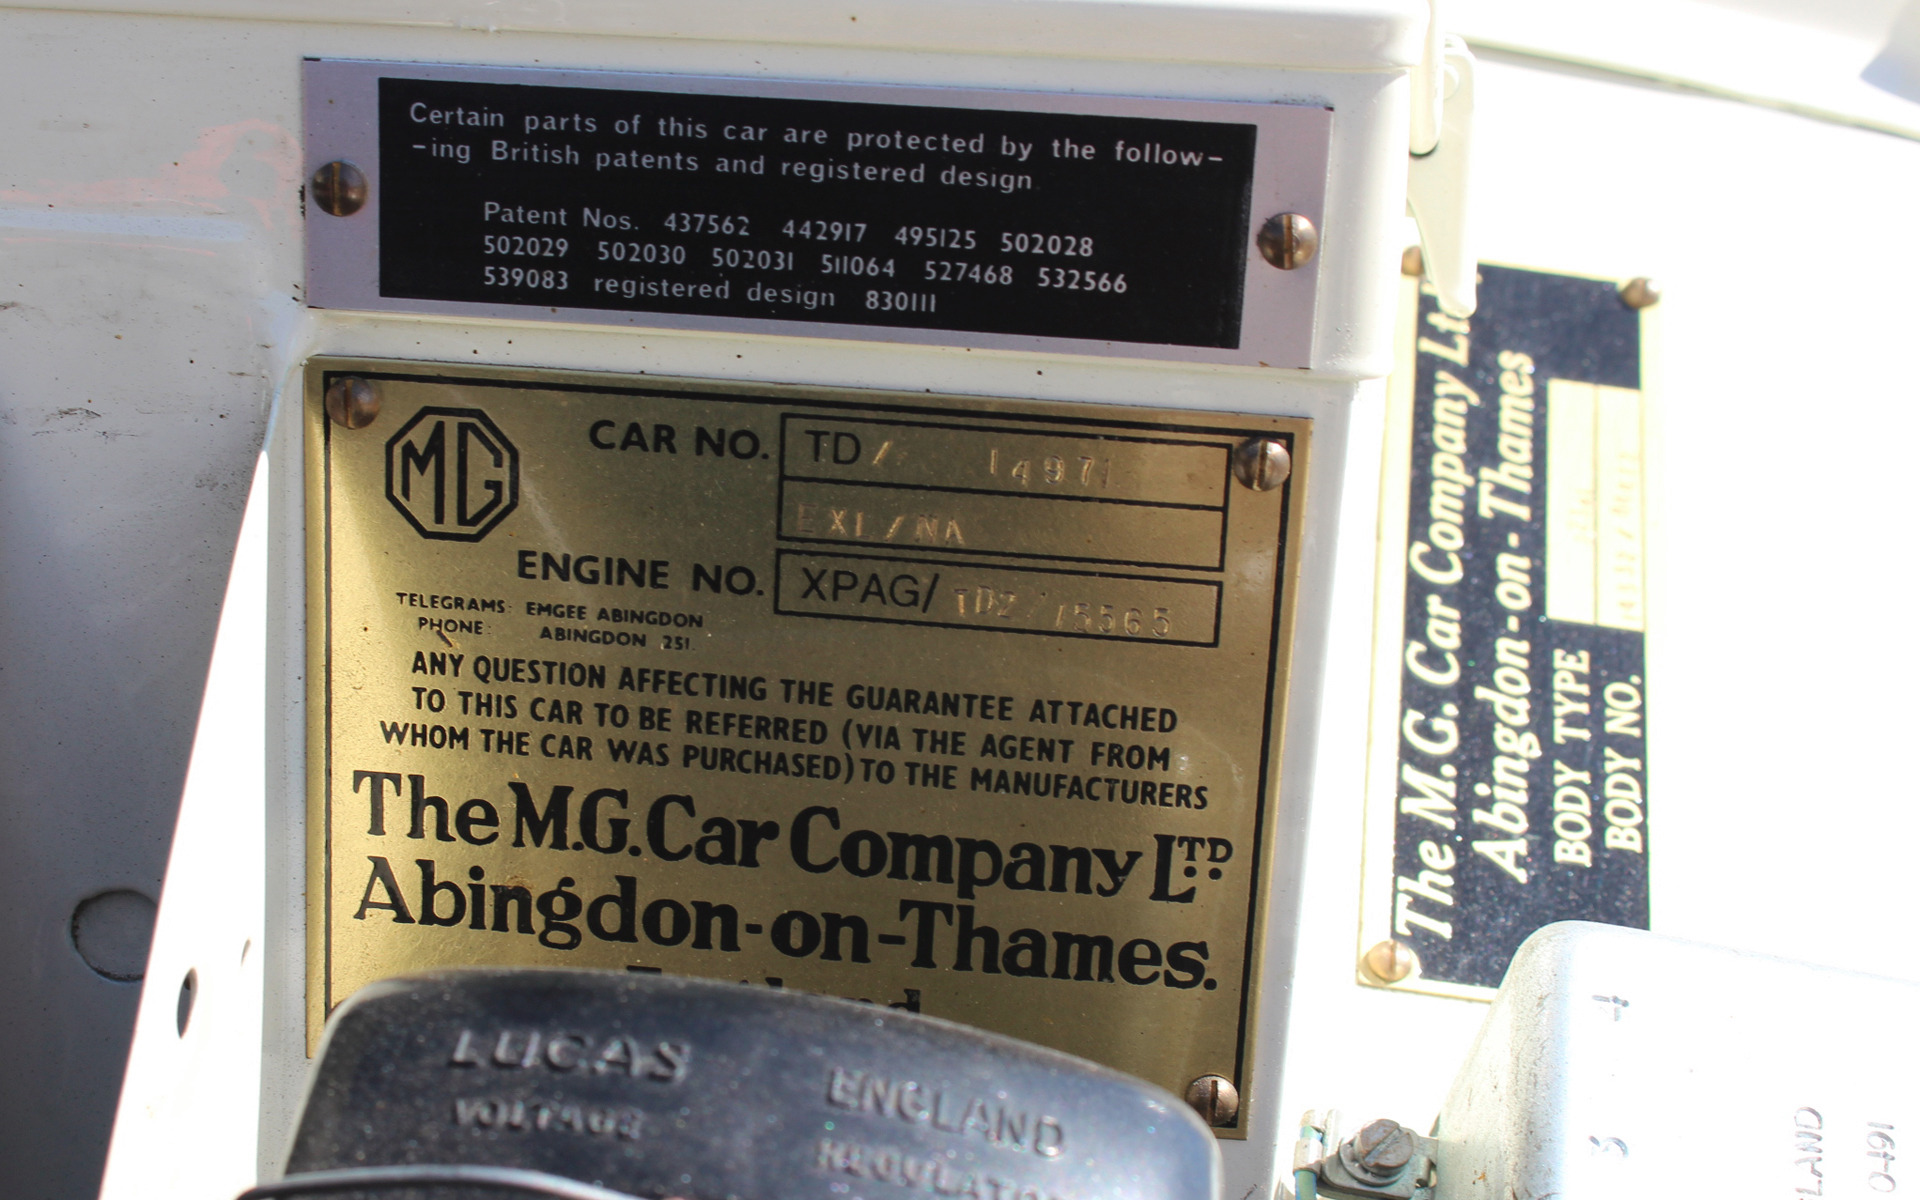 Certain parts of this car are protected by the follow-
-ing British patents and registered design
Patent Nos. 437562 442917 495125 502028
502029 502030 502031 511064 527468 532566
539083 registered design 830111
MG
CAR NO. TD/ 14971
EXL/NA
ENGINE NO. XPAG/ TD2 /15565
TELEGRAMS: EMGEE ABINGDON
PHONE: ABINGDON 251.
ANY QUESTION AFFECTING THE GUARANTEE ATTACHED
TO THIS CAR TO BE REFERRED (VIA THE AGENT FROM
WHOM THE CAR WAS PURCHASED) TO THE MANUFACTURERS
The M.G. Car Company LTD
Abingdon-on-Thames.
LUCAS ENGLAND
VOLTAGE REGULATOR
The M.G. Car Company Ltd
Abingdon-on-Thames
BODY TYPE
BODY NO.
4
3